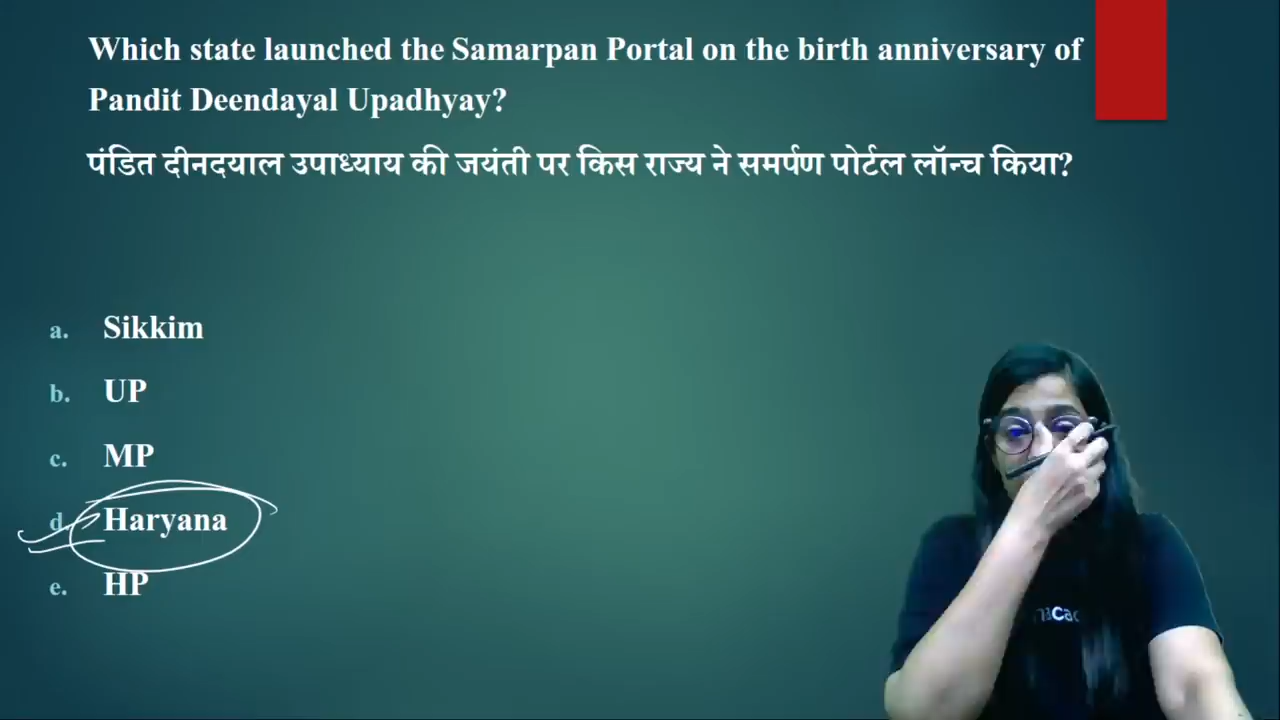 Which state launched the Samarpan Portal on the birth anniversary of
Pandit Deendayal Upadhyay?
पंडित दीनदयाल उपाध्याय की जयंती पर किस राज्य ने समर्पण पोर्टल लॉन्च किया?
a. Sikkim
b. UP
c. MP
d. Haryana
e. HP